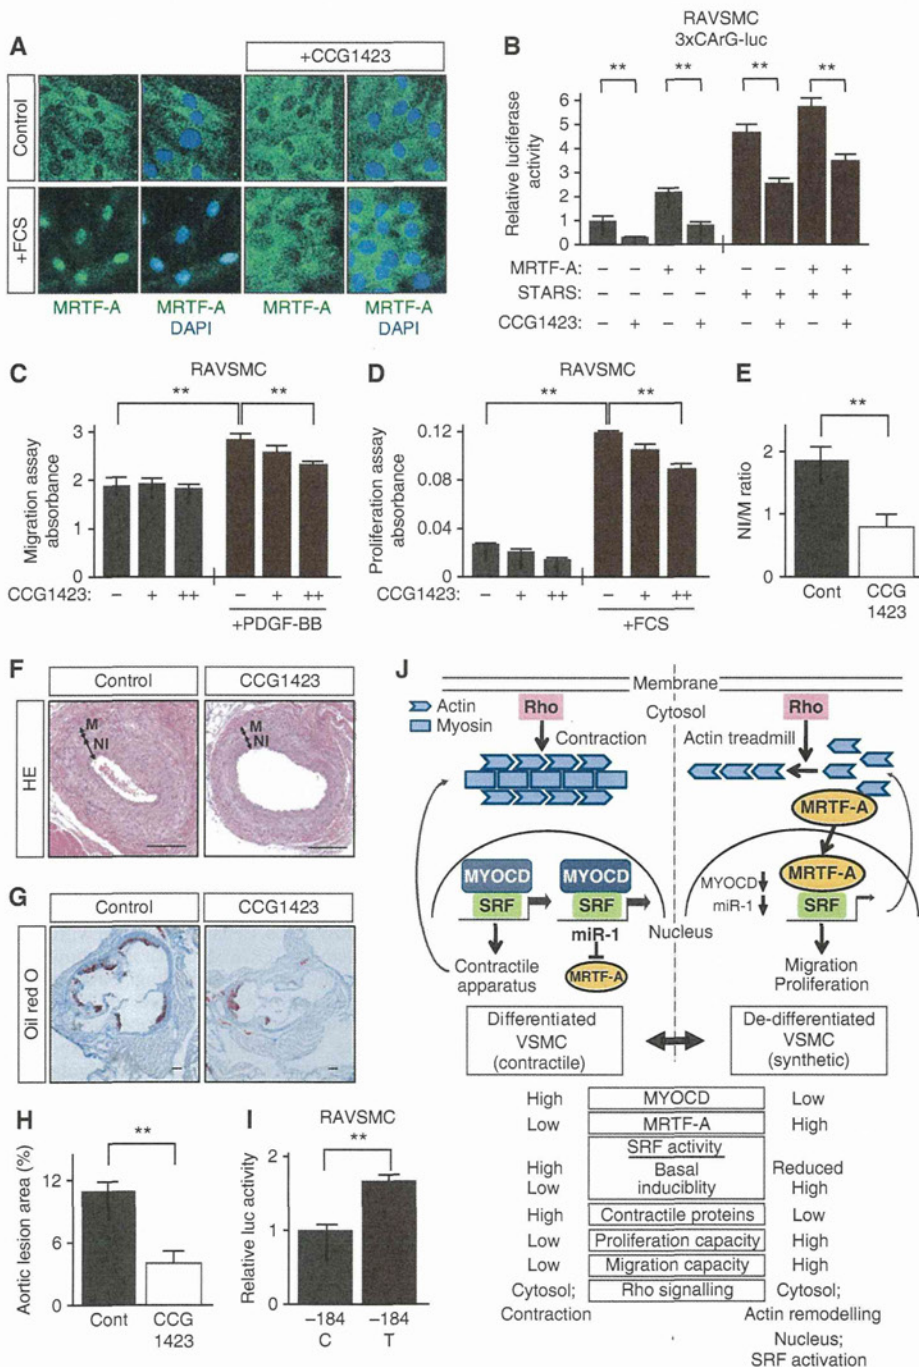 A
+CCG1423
Control
+FCS
MRTF-A
MRTF-A
DAPI
MRTF-A
MRTF-A
DAPI
B
RAVSMC
3xCArG-luc
** ** ** **
Relative luciferase
activity
6
5
4
3
2
1
0
MRTF-A: – – + + – – + +
STARS: – – – – + + + +
CCG1423: – + – + – + – +
C
RAVSMC
** **
Migration assay
absorbance
3
2
1
0
CCG1423: – + ++ – + ++
+PDGF-BB
D
RAVSMC
** **
Proliferation assay
absorbance
0.12
0.08
0.04
0
CCG1423: – + ++ – + ++
+FCS
E
**
NI/M ratio
2
1
0
Cont
CCG
1423
F
Control
CCG1423
HE
M
NI
M
NI
G
Control
CCG1423
Oil red O
H
**
Aortic lesion area (%)
12
6
0
Cont
CCG
1423
I
RAVSMC
**
Relative luc activity
2
1
0
–184
C
–184
T
J
Membrane
Actin
Myosin
Rho
Cytosol
Rho
Contraction
Actin treadmill
MRTF-A
MYOCD
SRF
MYOCD
SRF
miR-1
MRTF-A
Nucleus
MYOCD
miR-1
MRTF-A
SRF
Contractile
apparatus
Migration
Proliferation
Differentiated
VSMC
(contractile)
De-differentiated
VSMC
(synthetic)
High MYOCD Low
Low MRTF-A High
SRF activity
High Basal Reduced
Low induciblity High
High Contractile proteins Low
Low Proliferation capacity High
Low Migration capacity High
Cytosol; Rho signalling Cytosol;
Contraction Actin remodelling
Nucleus;
SRF activation